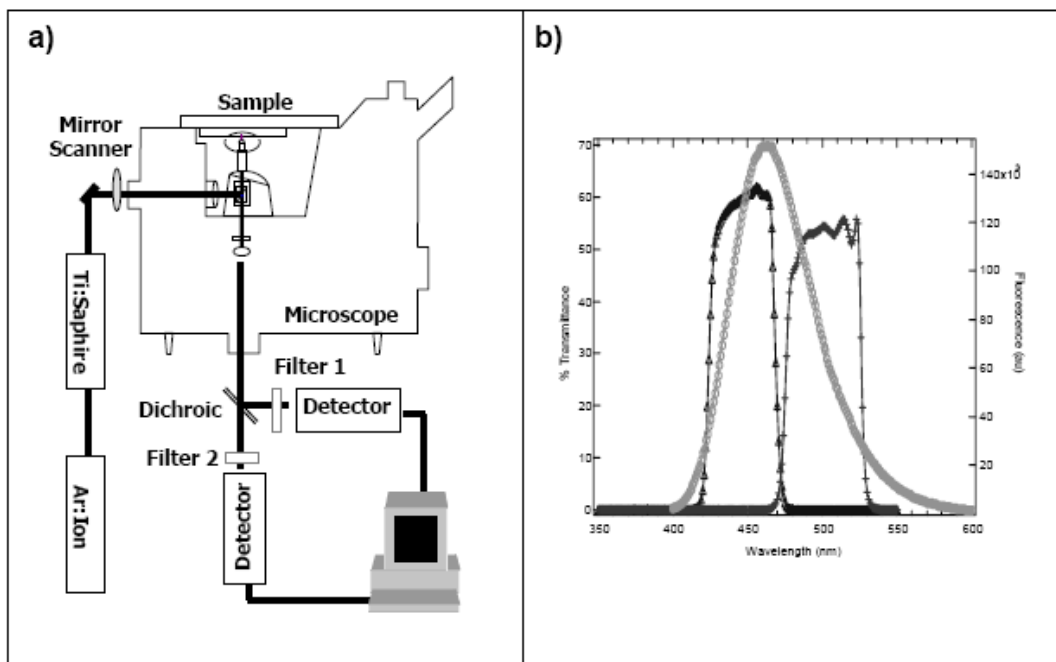 a)
Sample
Mirror
Scanner
Ti:Saphire
Microscope
Filter 1
Dichroic
Detector
Filter 2
Ar:Ion
Detector
b)
70
60
50
40
30
20
10
0
% Transmittance
140x10
120
100
80
60
40
20
Fluorescence (au)
350
400
450
500
550
600
Wavelength (nm)